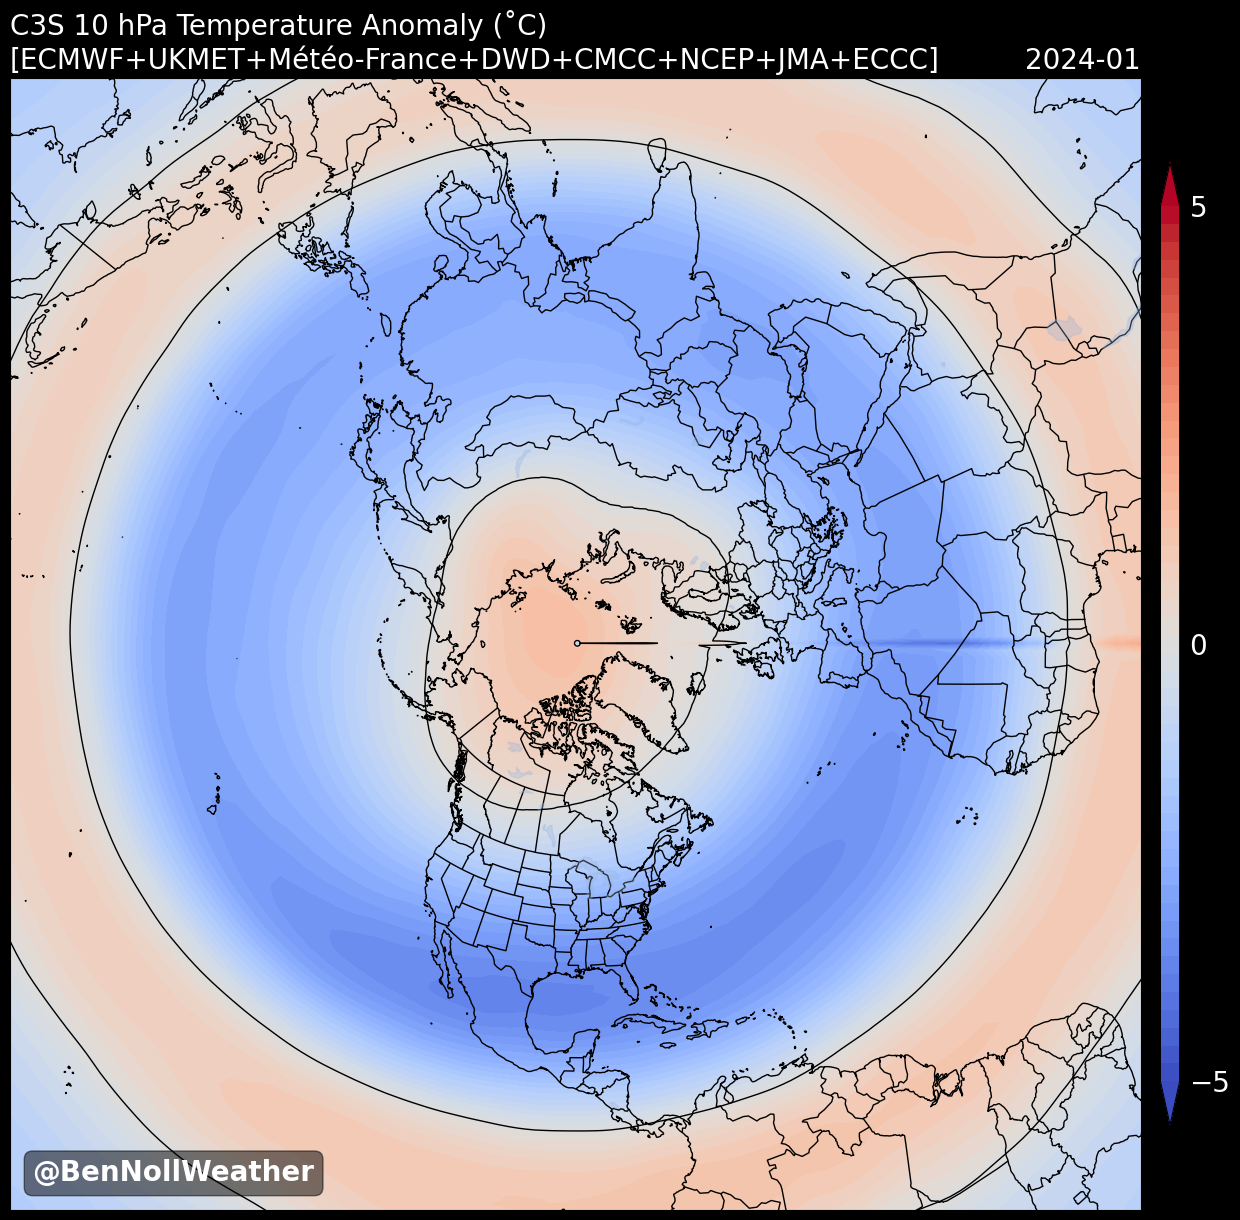 C3S 10 hPa Temperature Anomaly (˚C)
[ECMWF+UKMET+Météo-France+DWD+CMCC+NCEP+JMA+ECCC] 2024-01
5
0
−5
@BenNollWeather